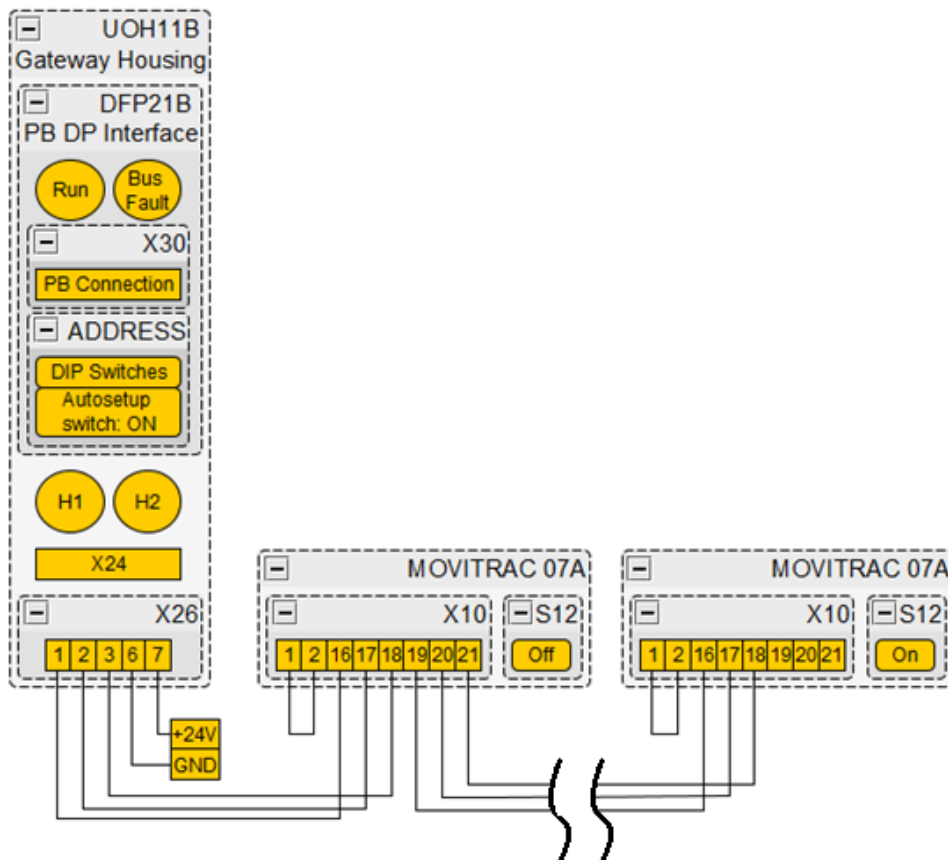 UOH11B
Gateway Housing
DFP21B
PB DP Interface
Run
Bus
Fault
X30
PB Connection
ADDRESS
DIP Switches
Autosetup
switch: ON
H1
H2
X24
X26
1 2 3 6 7
+24V
GND
MOVITRAC 07A
X10
1 2 16 17 18 19 20 21
S12
Off
MOVITRAC 07A
X10
1 2 16 17 18 19 20 21
S12
On